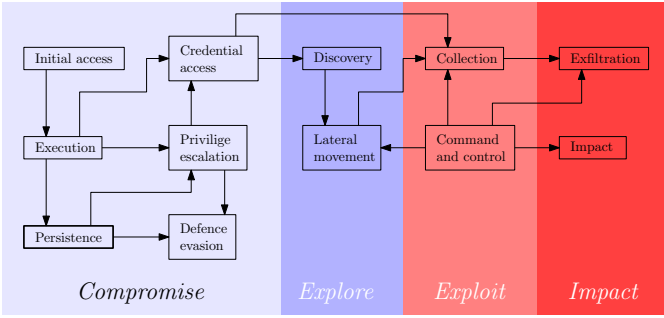 Initial access
Credential
access
Discovery
Collection
Exfiltration
Execution
Privilige
escalation
Lateral
movement
Command
and control
Impact
Persistence
Defence
evasion
Compromise
Explore
Exploit
Impact